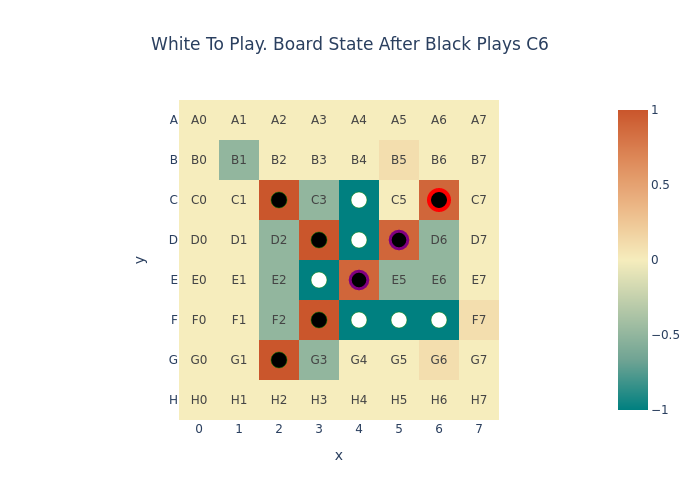 White To Play. Board State After Black Plays C6
A A0 A1 A2 A3 A4 A5 A6 A7
B B0 B1 B2 B3 B4 B5 B6 B7
C C0 C1 C3 C5 C7
D D0 D1 D2 D6 D7
E E0 E1 E2 E5 E6 E7
F F0 F1 F2 F7
G G0 G1 G3 G4 G5 G6 G7
H H0 H1 H2 H3 H4 H5 H6 H7
0 1 2 3 4 5 6 7
x
y
1
0.5
0
−0.5
−1